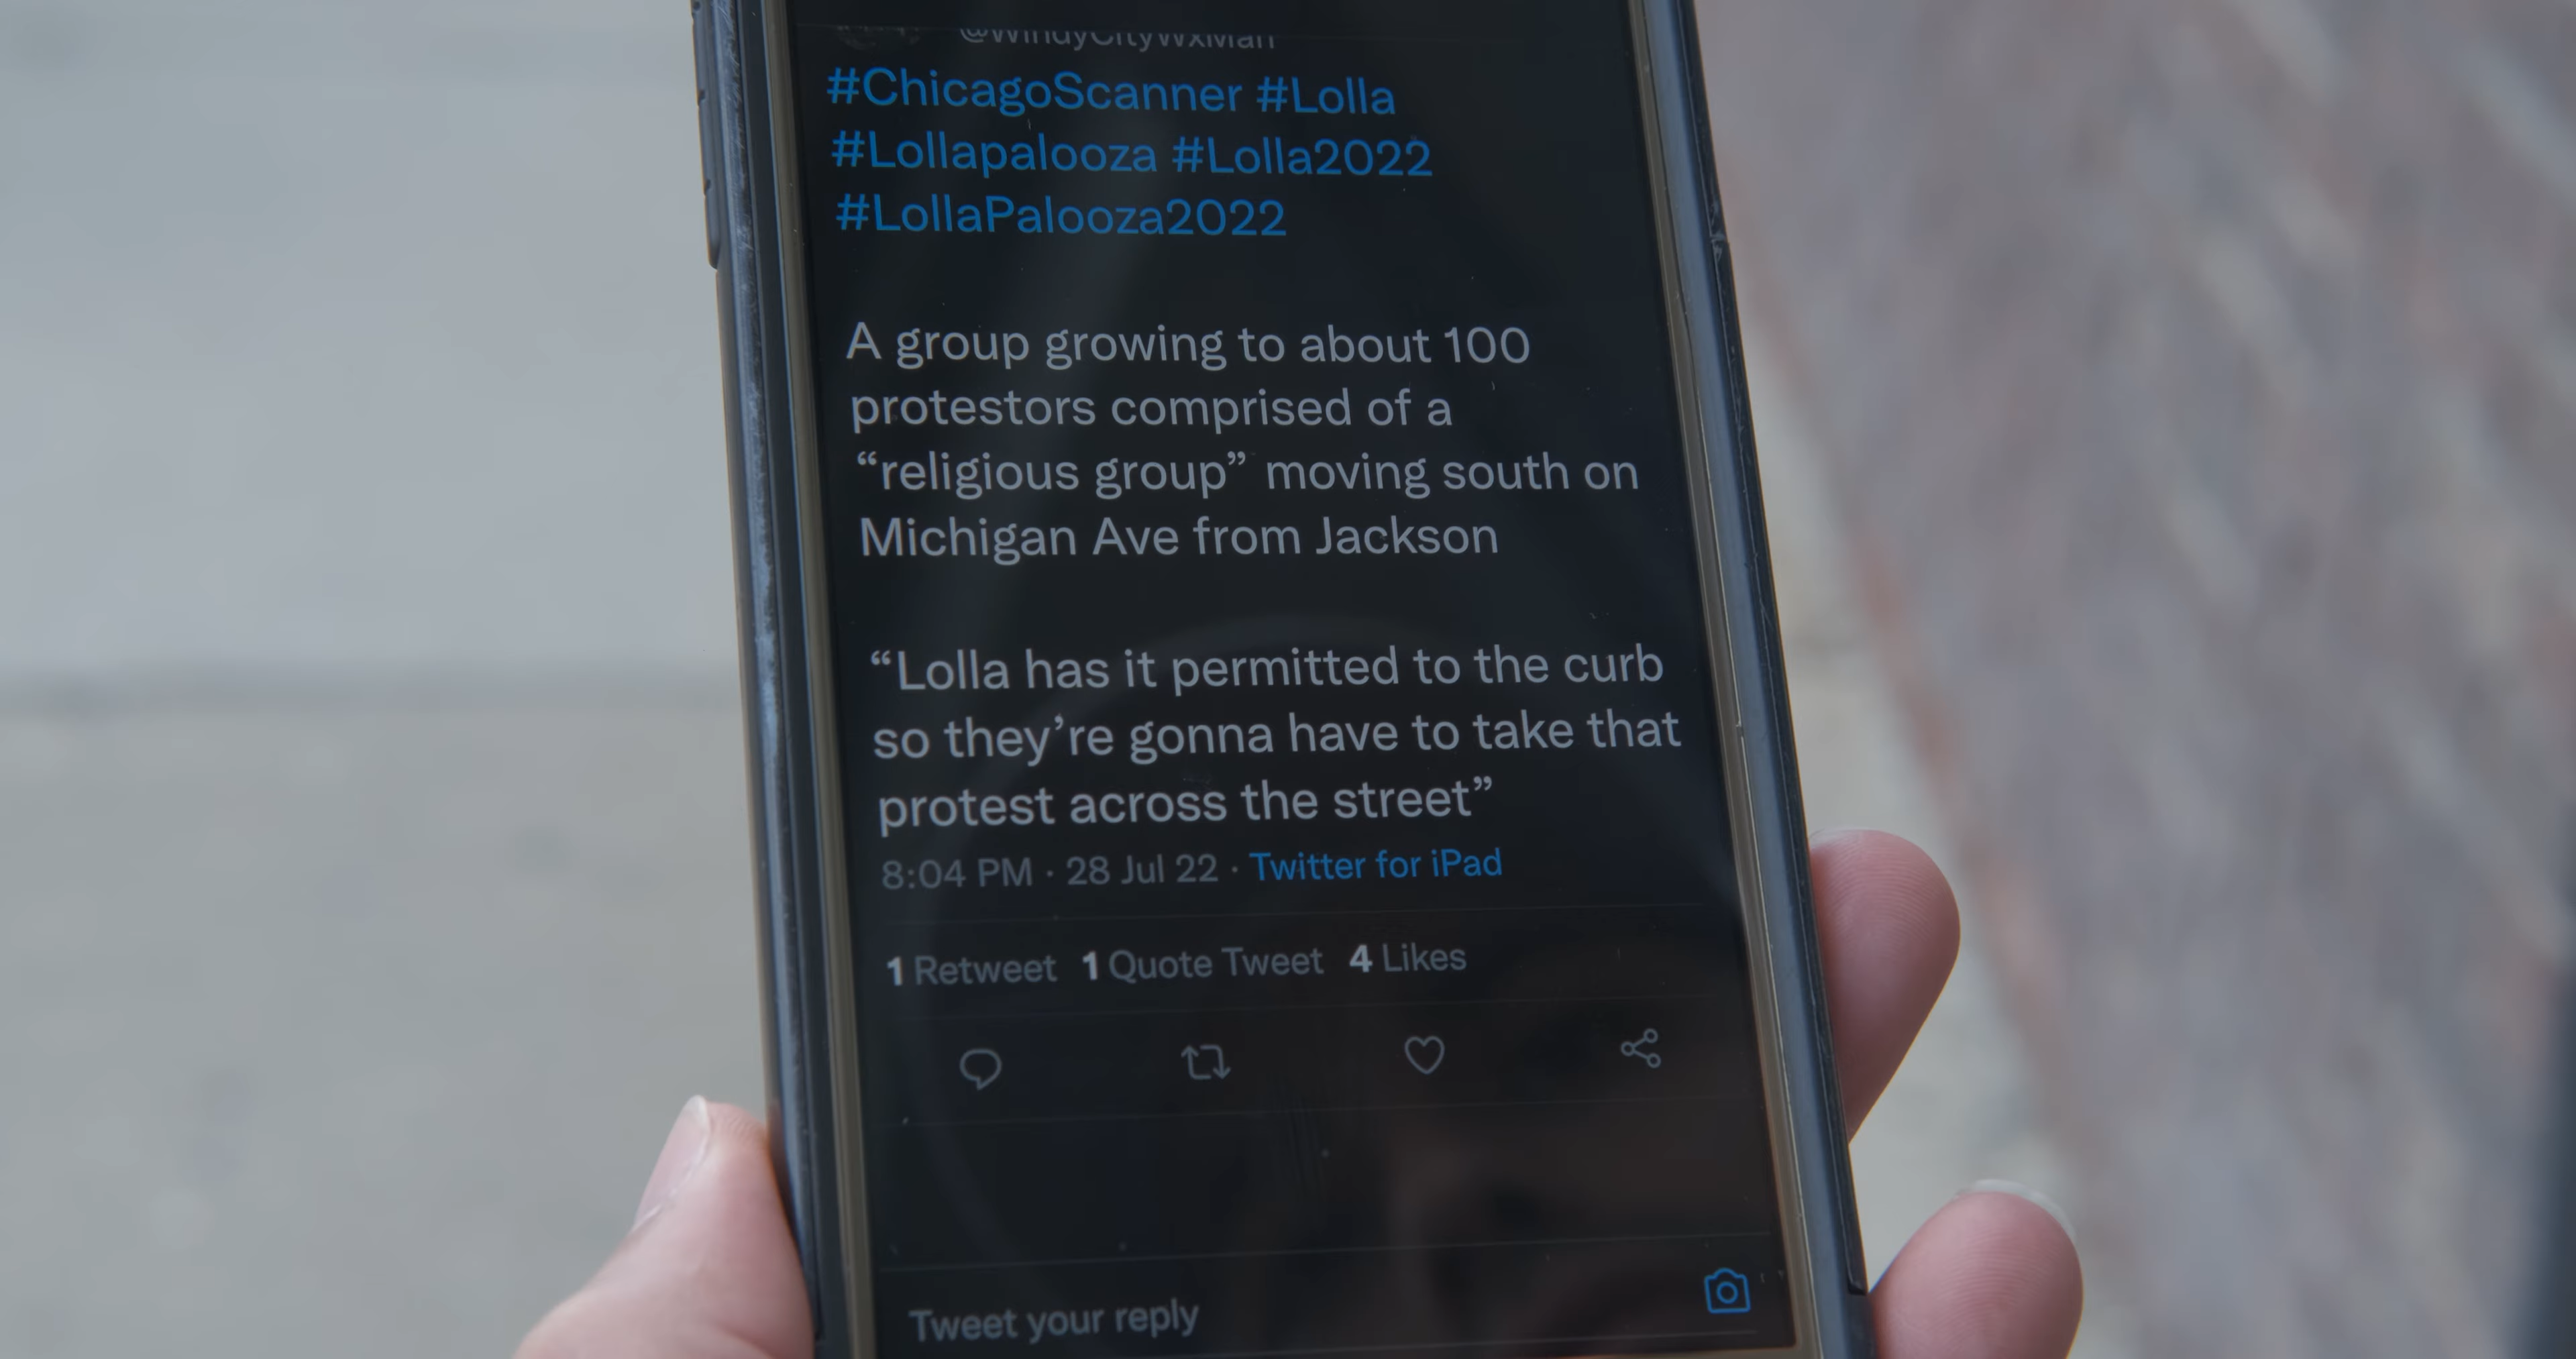 @WindyCityWxMan
#ChicagoScanner #Lolla
#Lollapalooza #Lolla2022
#LollaPalooza2022
A group growing to about 100
protestors comprised of a
“religious group” moving south on
Michigan Ave from Jackson
“Lolla has it permitted to the curb
so they’re gonna have to take that
protest across the street”
8:04 PM · 28 Jul 22 · Twitter for iPad
1 Retweet 1 Quote Tweet 4 Likes
Tweet your reply